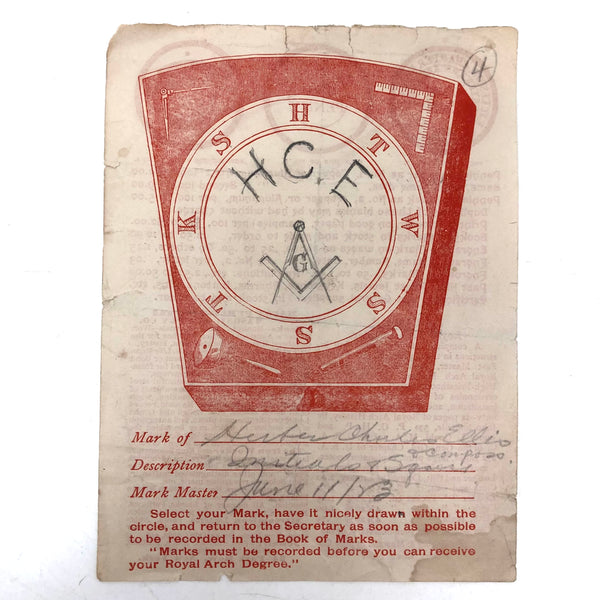 4
H T W S S T K S
H.C.E
G
Mark of Herber Charles Ellis
Description Initials & Square & Compass.
Mark Master June 11/23
Select your Mark, have it nicely drawn within the
circle, and return to the Secretary as soon as possible
to be recorded in the Book of Marks.
"Marks must be recorded before you can receive
your Royal Arch Degree."